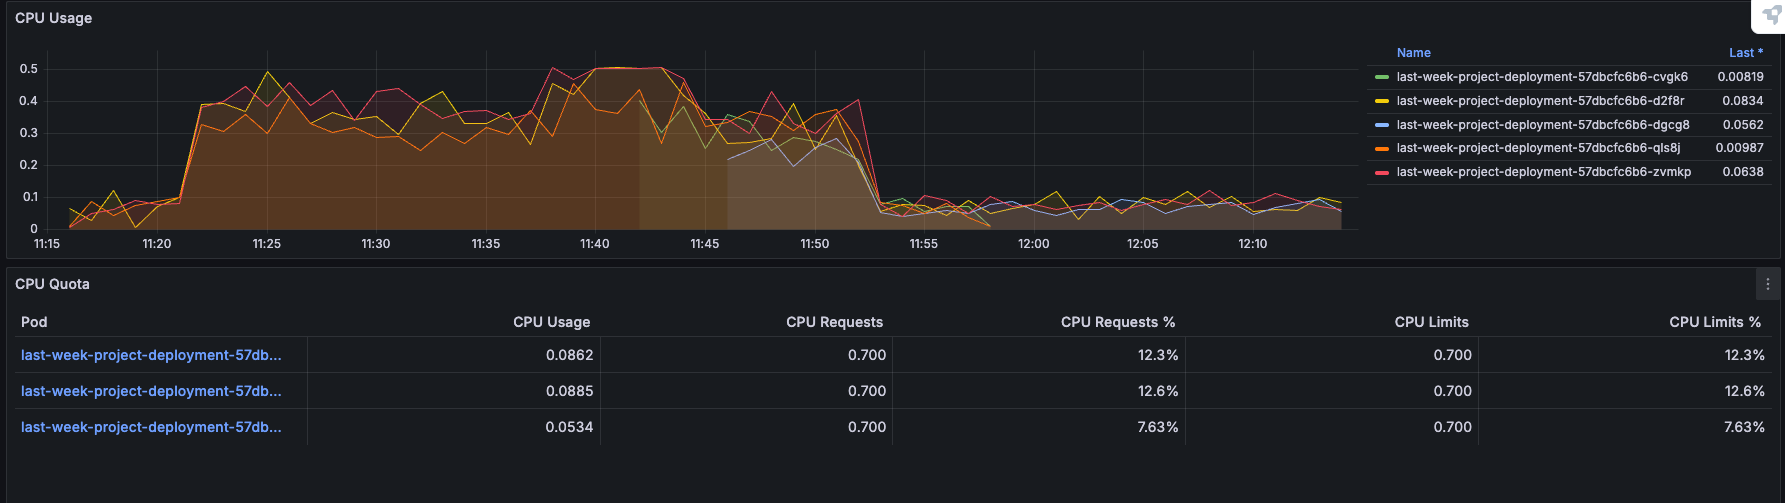 CPU Usage
Name Last *
last-week-project-deployment-57dbcfc6b6-cvgk6 0.00819
last-week-project-deployment-57dbcfc6b6-d2f8r 0.0834
last-week-project-deployment-57dbcfc6b6-dgcg8 0.0562
last-week-project-deployment-57dbcfc6b6-qls8j 0.00987
last-week-project-deployment-57dbcfc6b6-zvmkp 0.0638
0.5
0.4
0.3
0.2
0.1
0
11:15 11:20 11:25 11:30 11:35 11:40 11:45 11:50 11:55 12:00 12:05 12:10
CPU Quota
Pod CPU Usage CPU Requests CPU Requests % CPU Limits CPU Limits %
last-week-project-deployment-57db... 0.0862 0.700 12.3% 0.700 12.3%
last-week-project-deployment-57db... 0.0885 0.700 12.6% 0.700 12.6%
last-week-project-deployment-57db... 0.0534 0.700 7.63% 0.700 7.63%